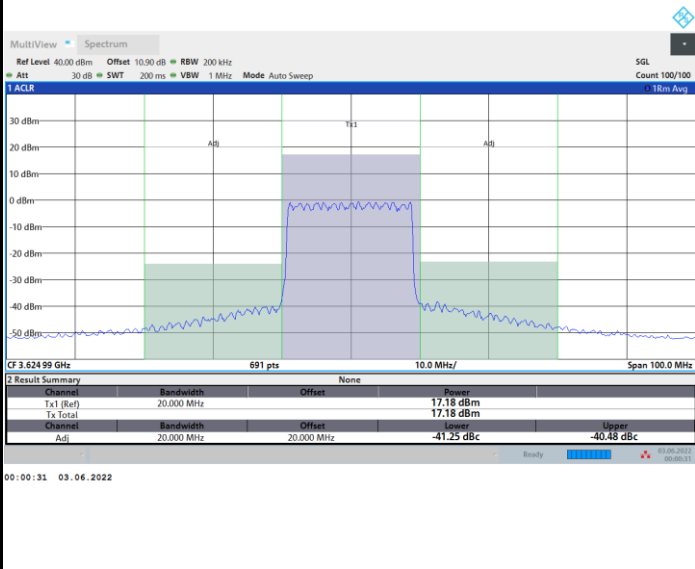 MultiView Spectrum
Ref Level 40.00 dBm Offset 10.90 dB RBW 200 kHz SGL
Att 30 dB SWT 200 ms VBW 1 MHz Mode Auto Sweep Count 100/100
1 ACLR 1Rm Avg
30 dBm
Tx1
20 dBm
Adj Adj
10 dBm
0 dBm
-10 dBm
-20 dBm
-30 dBm
-40 dBm
-50 dBm
CF 3.624 99 GHz 691 pts 10.0 MHz/ Span 100.0 MHz
2 Result Summary None
Channel Bandwidth Offset Power
Tx1 (Ref) 20.000 MHz 17.18 dBm
Tx Total 17.18 dBm
Channel Bandwidth Offset Lower Upper
Adj 20.000 MHz 20.000 MHz -41.25 dBc -40.48 dBc
Ready 03.06.2022
00:00:31
00:00:31 03.06.2022